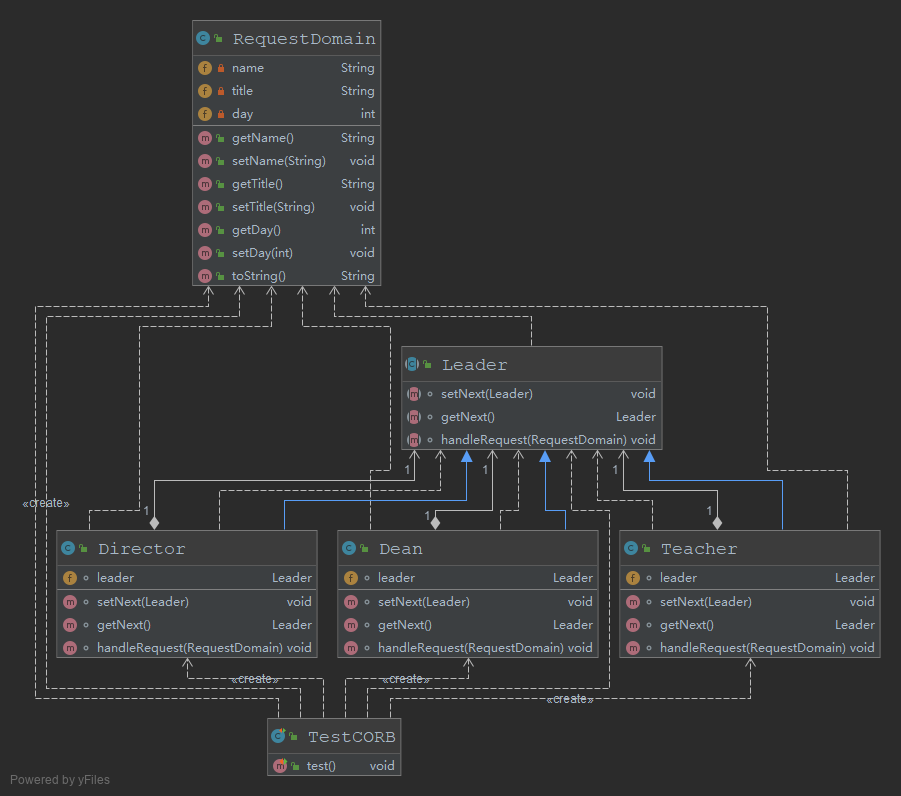 RequestDomain
name String
title String
day int
getName() String
setName(String) void
getTitle() String
setTitle(String) void
getDay() int
setDay(int) void
toString() String
Leader
setNext(Leader) void
getNext() Leader
handleRequest(RequestDomain) void
1 1 1
«create»
1 1 1
Director
leader Leader
setNext(Leader) void
getNext() Leader
handleRequest(RequestDomain) void
Dean
leader Leader
setNext(Leader) void
getNext() Leader
handleRequest(RequestDomain) void
Teacher
leader Leader
setNext(Leader) void
getNext() Leader
handleRequest(RequestDomain) void
«create» «create»
«create»
TestCORB
test() void
Powered by yFiles